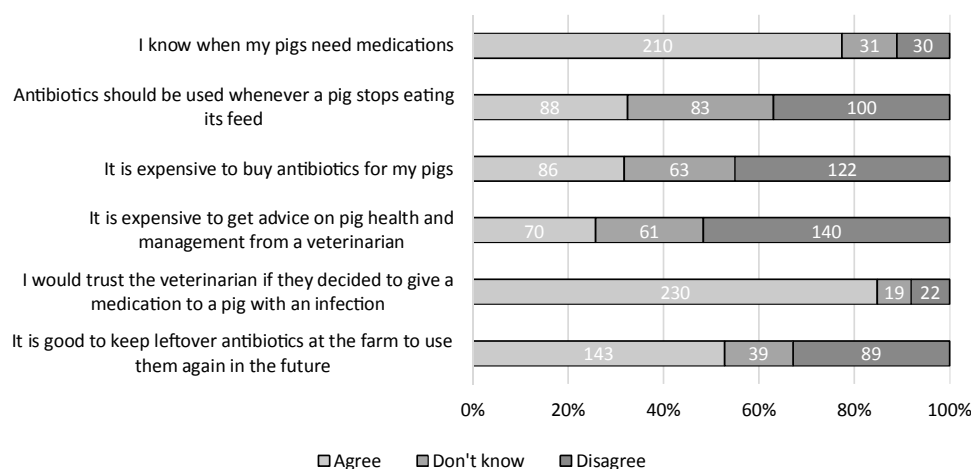 I know when my pigs need medications
210 31 30
Antibiotics should be used whenever a pig stops eating
its feed
88 83 100
It is expensive to buy antibiotics for my pigs
86 63 122
It is expensive to get advice on pig health and
management from a veterinarian
70 61 140
I would trust the veterinarian if they decided to give a
medication to a pig with an infection
230 19 22
It is good to keep leftover antibiotics at the farm to use
them again in the future
143 39 89
0% 20% 40% 60% 80% 100%
Agree Don't know Disagree